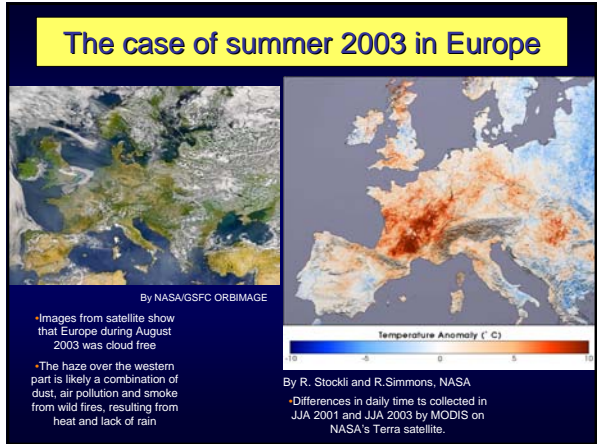 The case of summer 2003 in Europe
By NASA/GSFC ORBIMAGE
•Images from satellite show
that Europe during August
2003 was cloud free
•The haze over the western
part is likely a combination of
dust, air pollution and smoke
from wild fires, resulting from
heat and lack of rain
Temperature Anomaly (°C)
-10 -5 0 5 10
By R. Stockli and R.Simmons, NASA
•Differences in daily time ts collected in
JJA 2001 and JJA 2003 by MODIS on
NASA's Terra satellite.